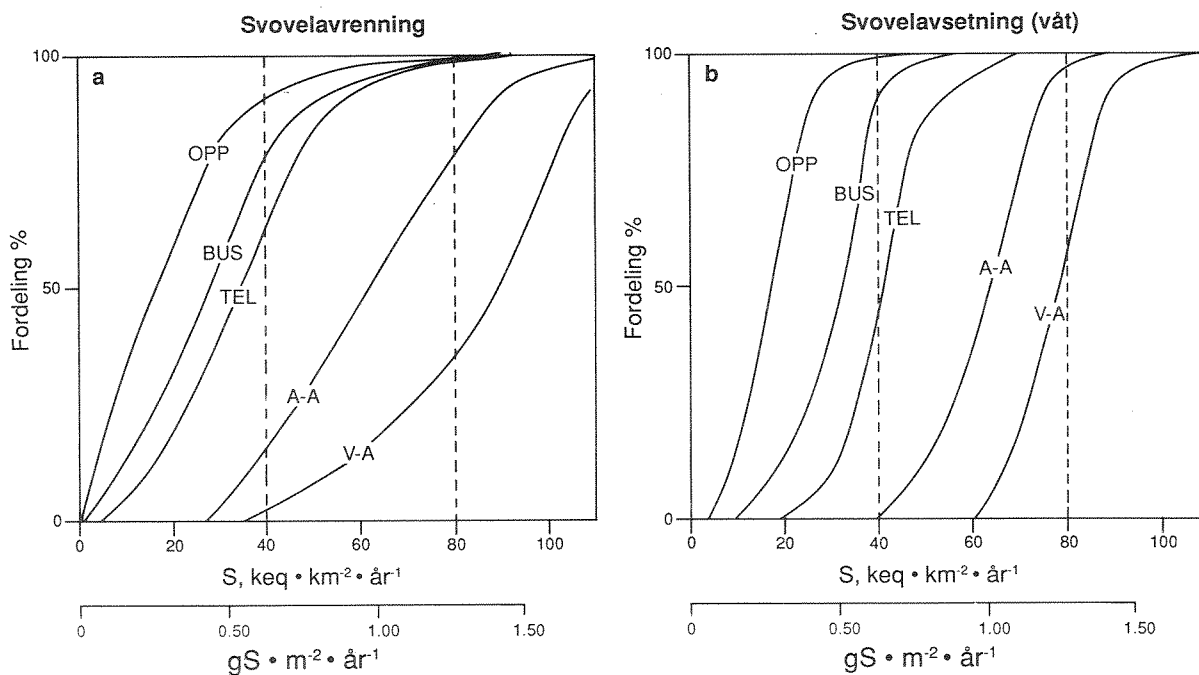 Svovelavrenning
100
a
OPP
BUS
TEL
A-A
V-A
50
0
Fordeling %
0 20 40 60 80 100
S, keq • km⁻² • år⁻¹
0 0.50 1.00 1.50
gS • m⁻² • år⁻¹
Svovelavsetning (våt)
100
b
OPP
BUS
TEL
A-A
V-A
50
0
Fordeling %
0 20 40 60 80 100
S, keq • km⁻² • år⁻¹
0 0.50 1.00 1.50
gS • m⁻² • år⁻¹